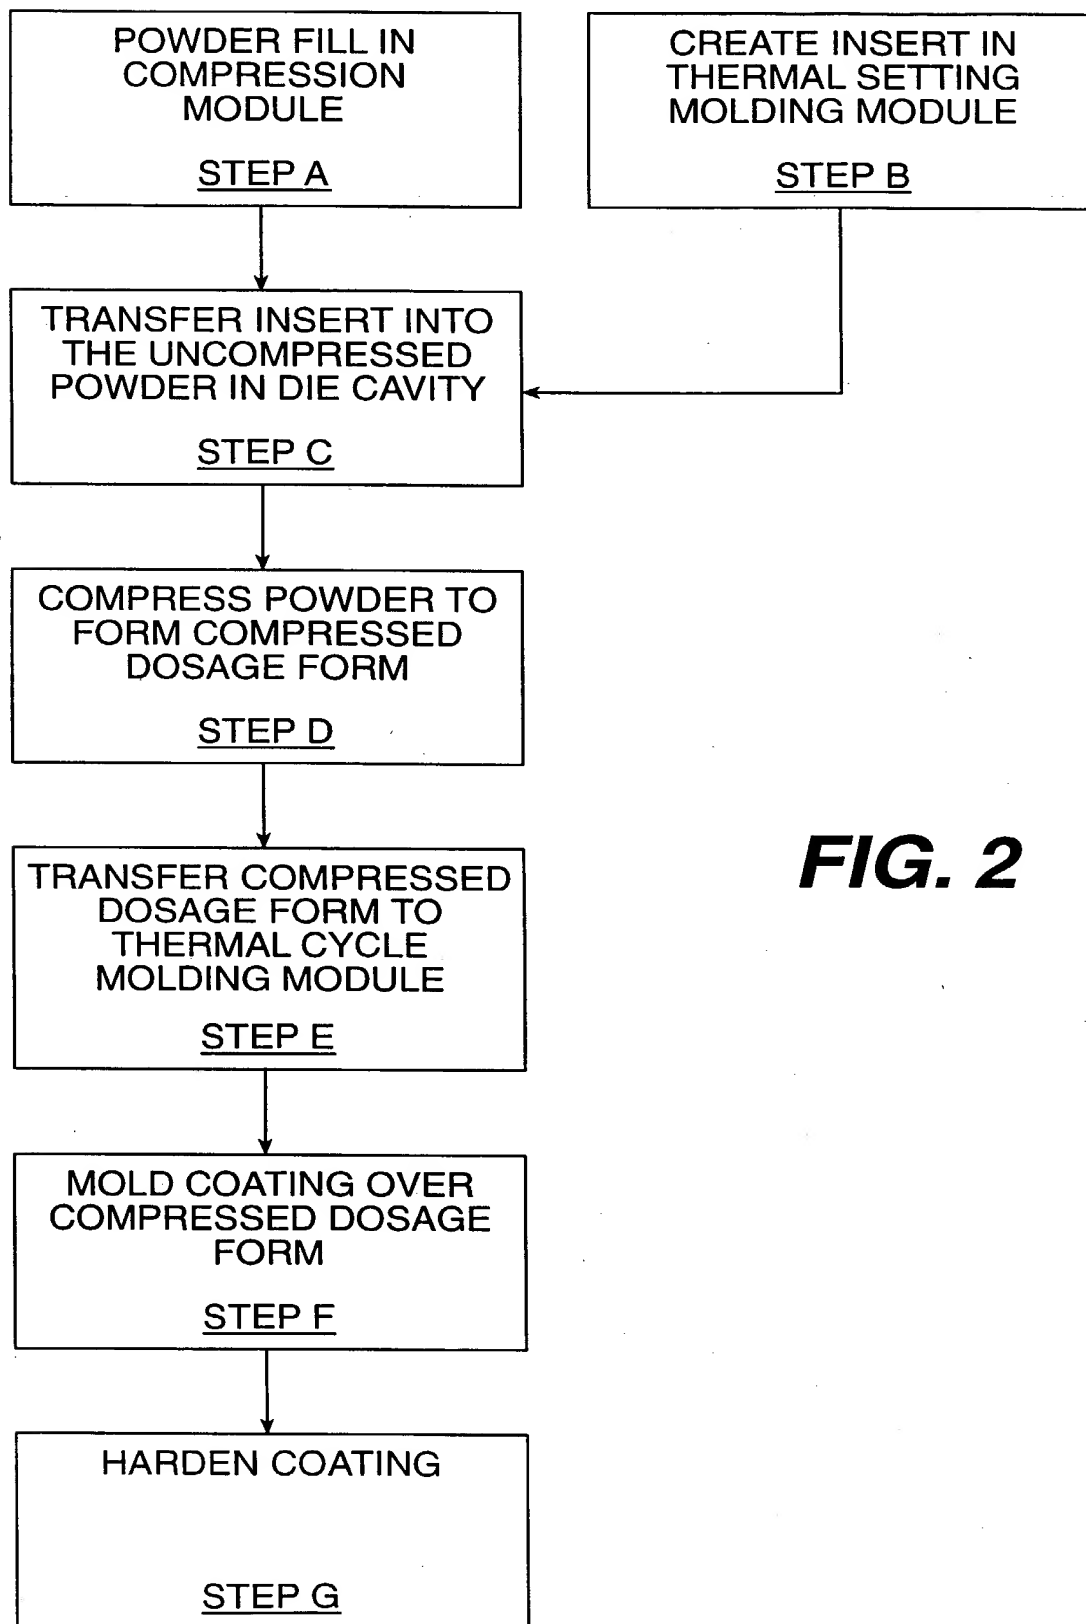 POWDER FILL IN
COMPRESSION
MODULE
STEP A
CREATE INSERT IN
THERMAL SETTING
MOLDING MODULE
STEP B
TRANSFER INSERT INTO
THE UNCOMPRESSED
POWDER IN DIE CAVITY
STEP C
COMPRESS POWDER TO
FORM COMPRESSED
DOSAGE FORM
STEP D
TRANSFER COMPRESSED
DOSAGE FORM TO
THERMAL CYCLE
MOLDING MODULE
STEP E
MOLD COATING OVER
COMPRESSED DOSAGE
FORM
STEP F
HARDEN COATING
STEP G
FIG. 2